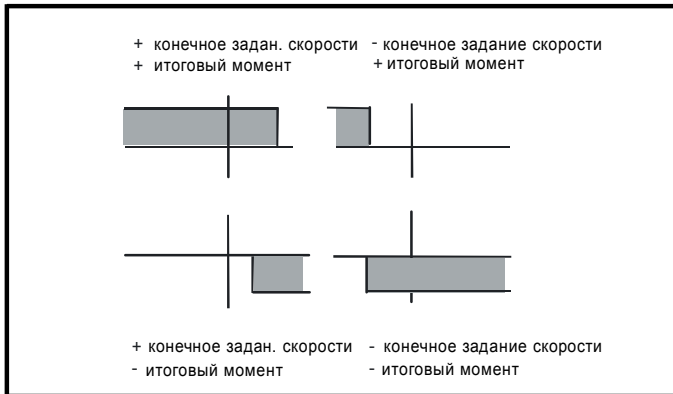 + конечное задан. скорости
+ итоговый момент
- конечное задание скорости
+ итоговый момент
+ конечное задан. скорости
- итоговый момент
- конечное задание скорости
- итоговый момент